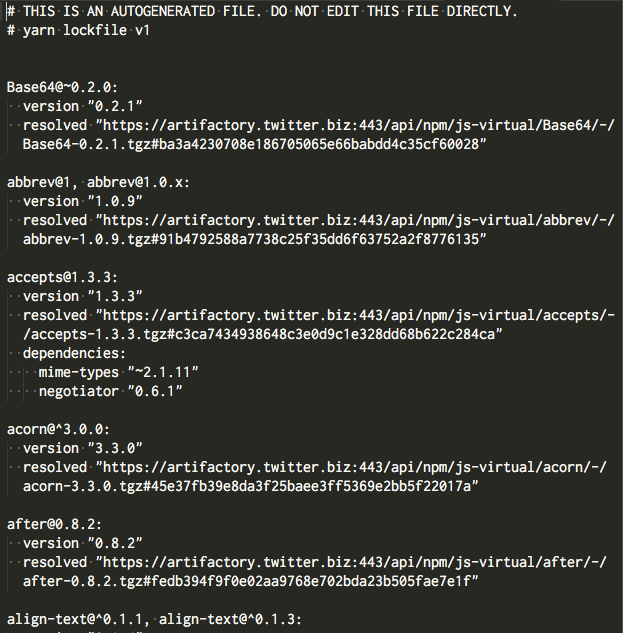 # THIS IS AN AUTOGENERATED FILE. DO NOT EDIT THIS FILE DIRECTLY.
# yarn lockfile v1
Base64@~0.2.0:
version "0.2.1"
resolved "https://artifactory.twitter.biz:443/api/npm/js-virtual/Base64/-/
Base64-0.2.1.tgz#ba3a4230708e186705065e66babdd4c35cf60028"
abbrev@1, abbrev@1.0.x:
version "1.0.9"
resolved "https://artifactory.twitter.biz:443/api/npm/js-virtual/abbrev/-/
abbrev-1.0.9.tgz#91b4792588a7738c25f35dd6f63752a2f8776135"
accepts@1.3.3:
version "1.3.3"
resolved "https://artifactory.twitter.biz:443/api/npm/js-virtual/accepts/-
/accepts-1.3.3.tgz#c3ca7434938648c3e0d9c1e328dd68b622c284ca"
dependencies:
mime-types "~2.1.11"
negotiator "0.6.1"
acorn@^3.0.0:
version "3.3.0"
resolved "https://artifactory.twitter.biz:443/api/npm/js-virtual/acorn/-/
acorn-3.3.0.tgz#45e37fb39e8da3f25baee3ff5369e2bb5f22017a"
after@0.8.2:
version "0.8.2"
resolved "https://artifactory.twitter.biz:443/api/npm/js-virtual/after/-/
after-0.8.2.tgz#fedb394f9f0e02aa9768e702bda23b505fae7e1f"
align-text@^0.1.1, align-text@^0.1.3: